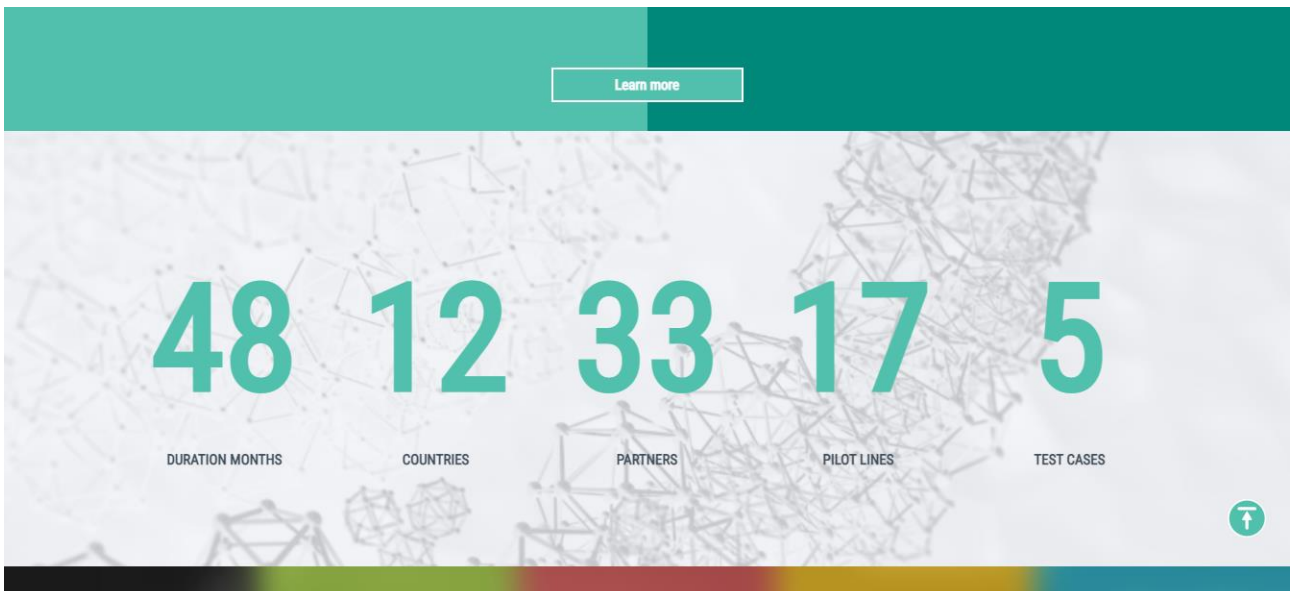 Learn more
48 12 33 17 5
DURATION MONTHS COUNTRIES PARTNERS PILOT LINES TEST CASES